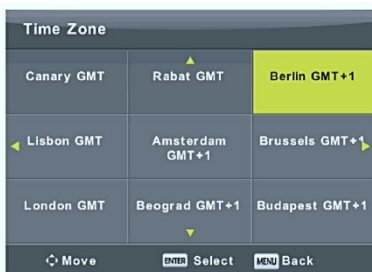 Time Zone
Canary GMT
Rabat GMT
Berlin GMT+1
Lisbon GMT
Amsterdam
GMT+1
Brussels GMT+1
London GMT
Beograd GMT+1
Budapest GMT+1
Move
ENTER Select
MENU Back